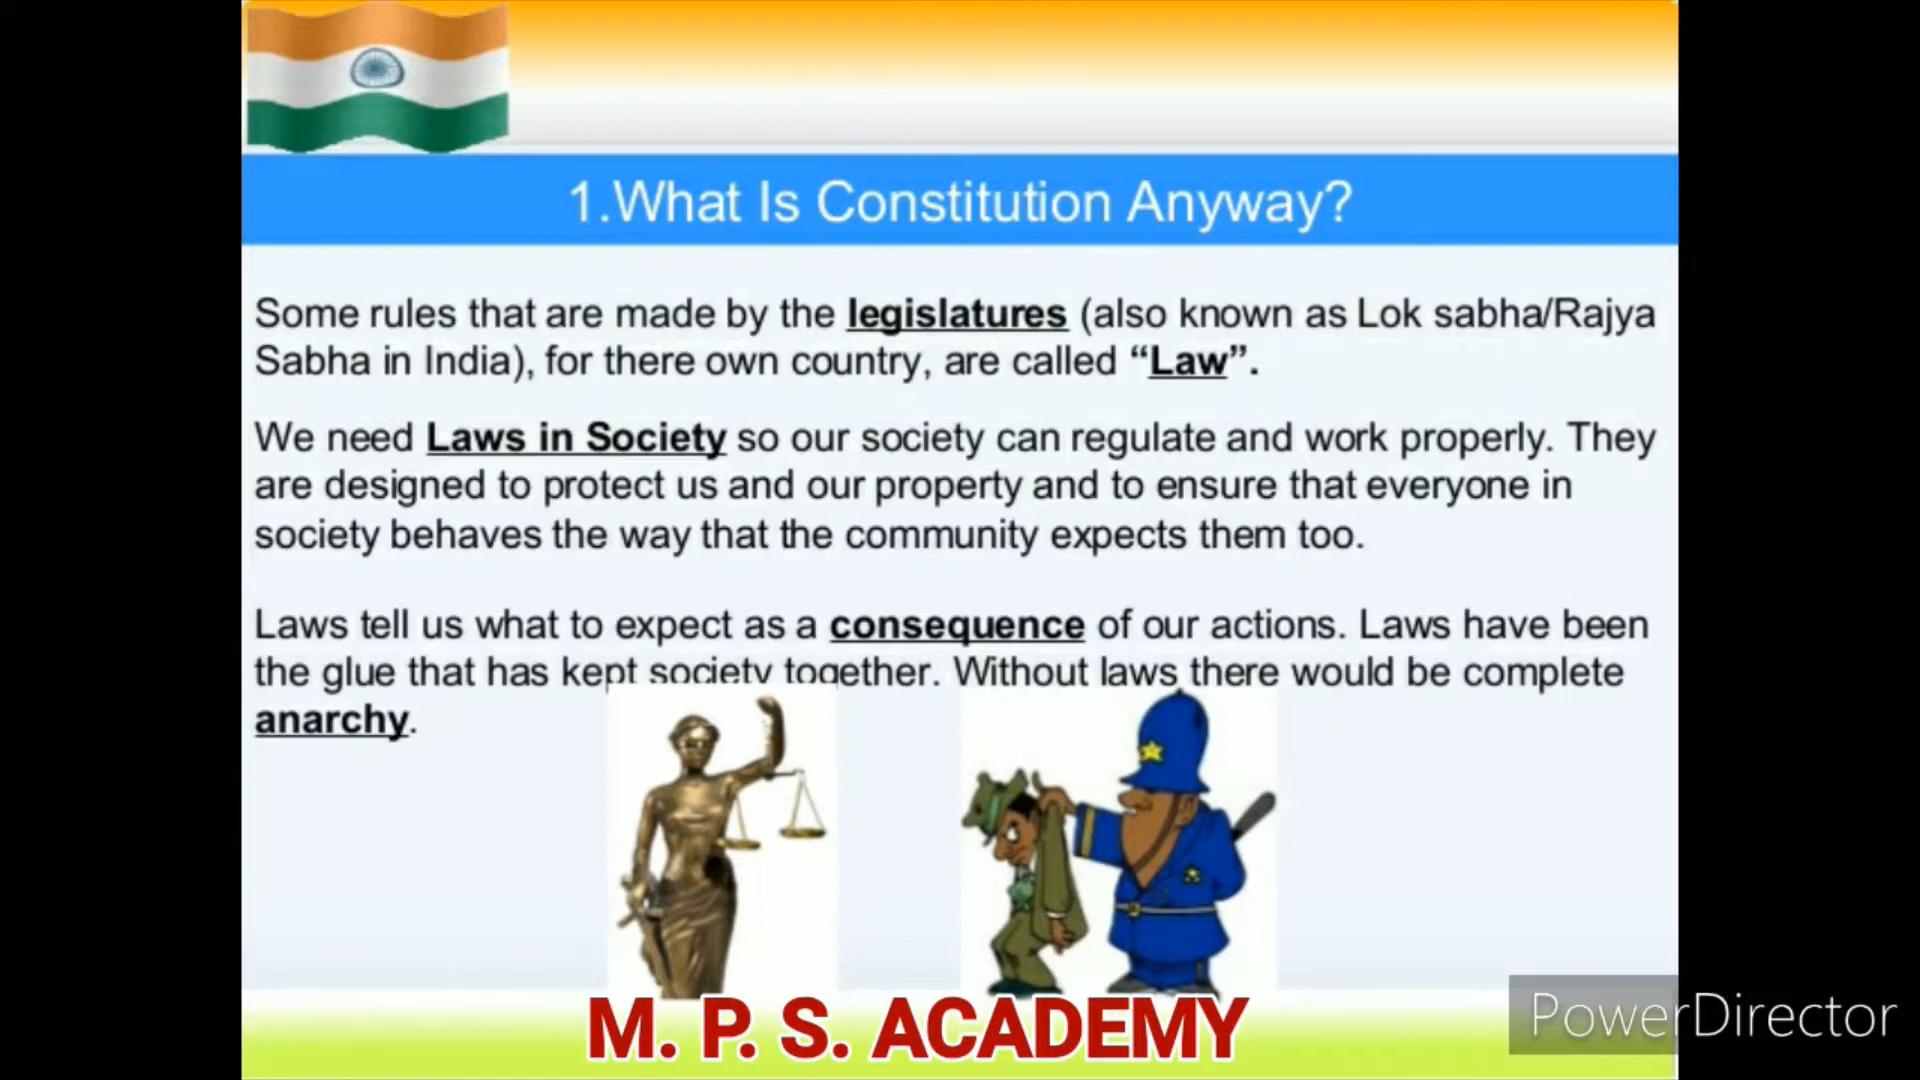 1.What Is Constitution Anyway?
Some rules that are made by the legislatures (also known as Lok sabha/Rajya
Sabha in India), for there own country, are called “Law”.
We need Laws in Society so our society can regulate and work properly. They
are designed to protect us and our property and to ensure that everyone in
society behaves the way that the community expects them too.
Laws tell us what to expect as a consequence of our actions. Laws have been
the glue that has kept society together. Without laws there would be complete
anarchy.
M. P. S. ACADEMY
PowerDirector